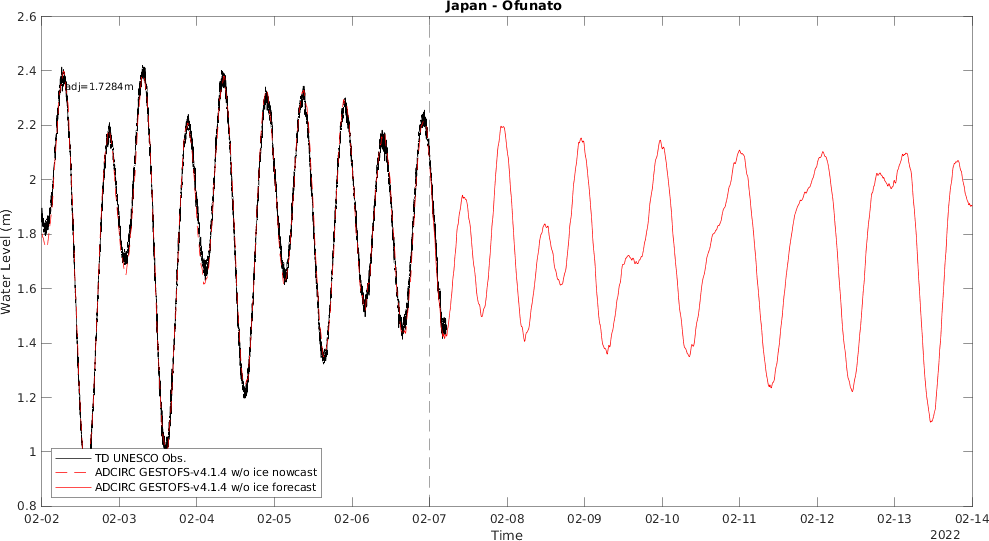 Japan - Ofunato
2.6
2.4
2.2
2
1.8
1.6
1.4
1.2
1
0.8
Water Level (m)
adj=1.7284m
TD UNESCO Obs.
ADCIRC GESTOFS-v4.1.4 w/o ice nowcast
ADCIRC GESTOFS-v4.1.4 w/o ice forecast
02-02 02-03 02-04 02-05 02-06 02-07 02-08 02-09 02-10 02-11 02-12 02-13 02-14
Time
2022